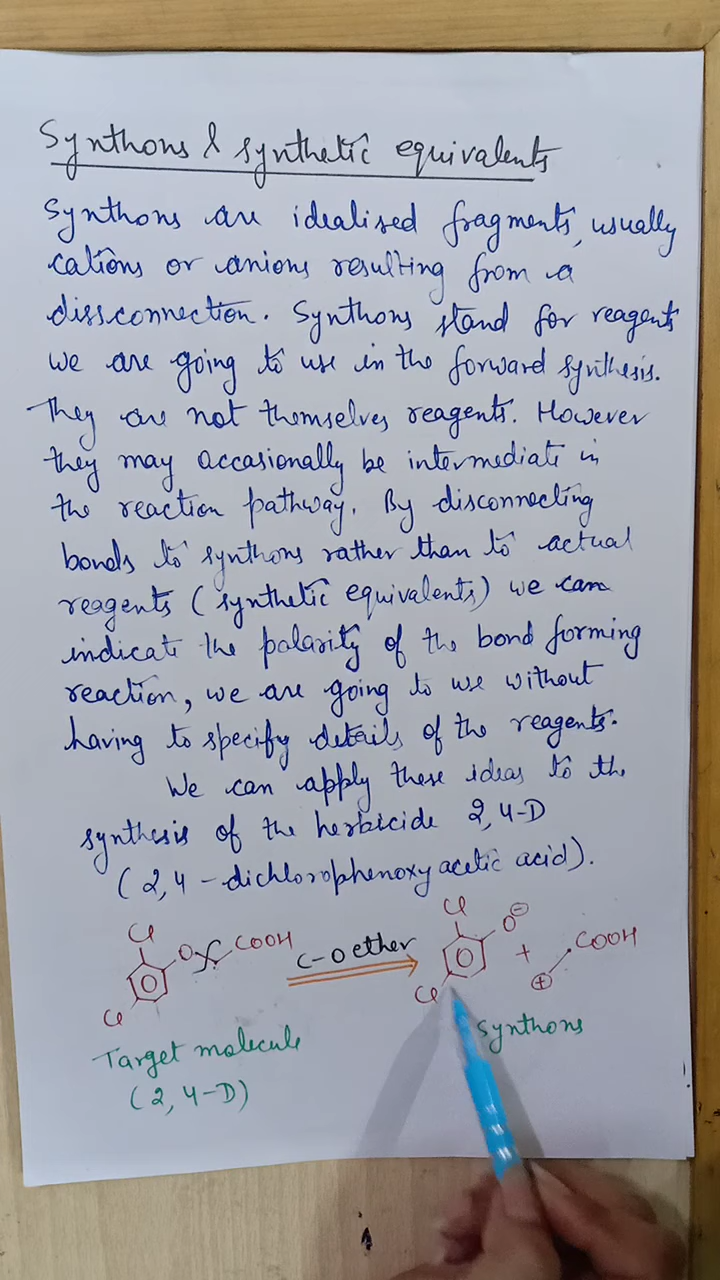 Synthons & synthetic equivalents
Synthons are idealised fragments, usually
cations or anions resulting from a
dissconnection. Synthons stand for reagents
we are going to use in the forward synthesis.
They are not themselves reagents. However
they may accasionally be intermediate in
the reaction pathway. By disconnecting
bonds to synthons rather than to actual
reagents (synthetic equivalents) we can
indicate the polarity of the bond forming
reaction, we are going to use without
having to specify details of the reagents.
We can apply these ideas to the
synthesis of the herbicide 2,4-D
(2,4-dichlorophenoxy acetic acid).
Cl O COOH C-O ether Cl O⊖ + COOH
Cl Cl ⊕
Target molecule synthons
(2,4-D)